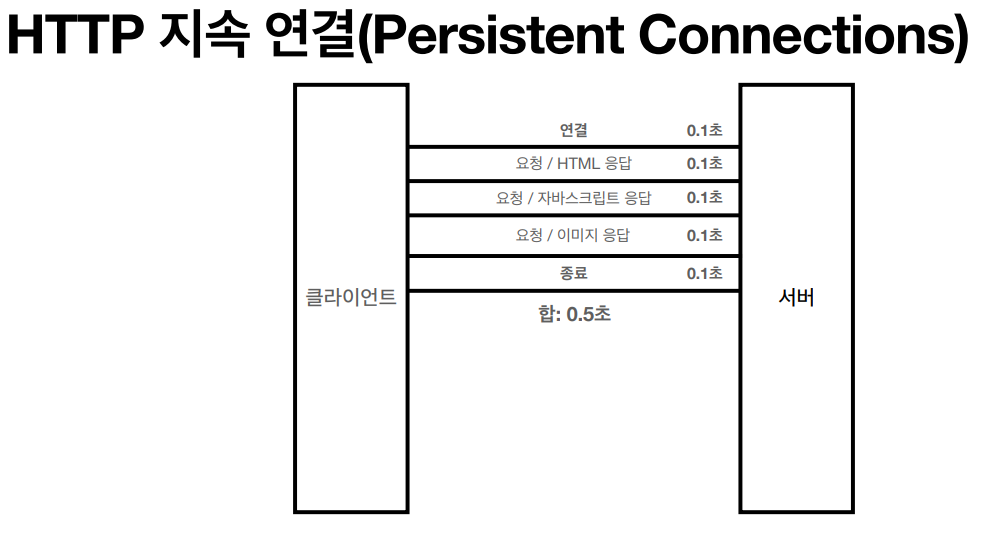 HTTP 지속 연결(Persistent Connections)
연결 0.1초
요청 / HTML 응답 0.1초
요청 / 자바스크립트 응답 0.1초
요청 / 이미지 응답 0.1초
종료 0.1초
클라이언트
서버
합: 0.5초